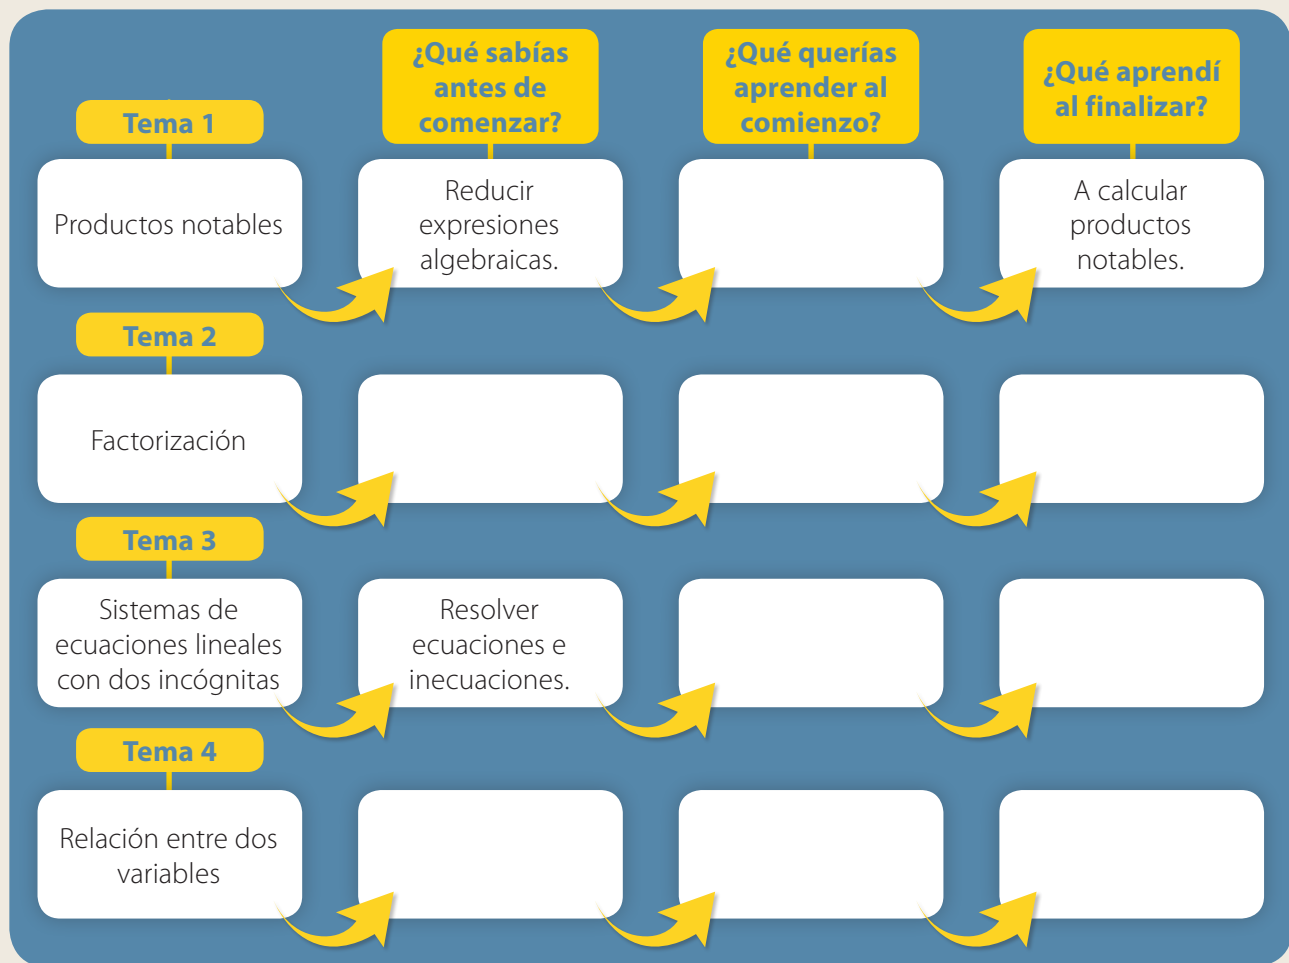 ¿Qué sabías
antes de
comenzar?
¿Qué querías
aprender al
comienzo?
¿Qué aprendí
al finalizar?
Tema 1
Productos notables
Reducir
expresiones
algebraicas.
A calcular
productos
notables.
Tema 2
Factorización
Tema 3
Sistemas de
ecuaciones lineales
con dos incógnitas
Resolver
ecuaciones e
inecuaciones.
Tema 4
Relación entre dos
variables